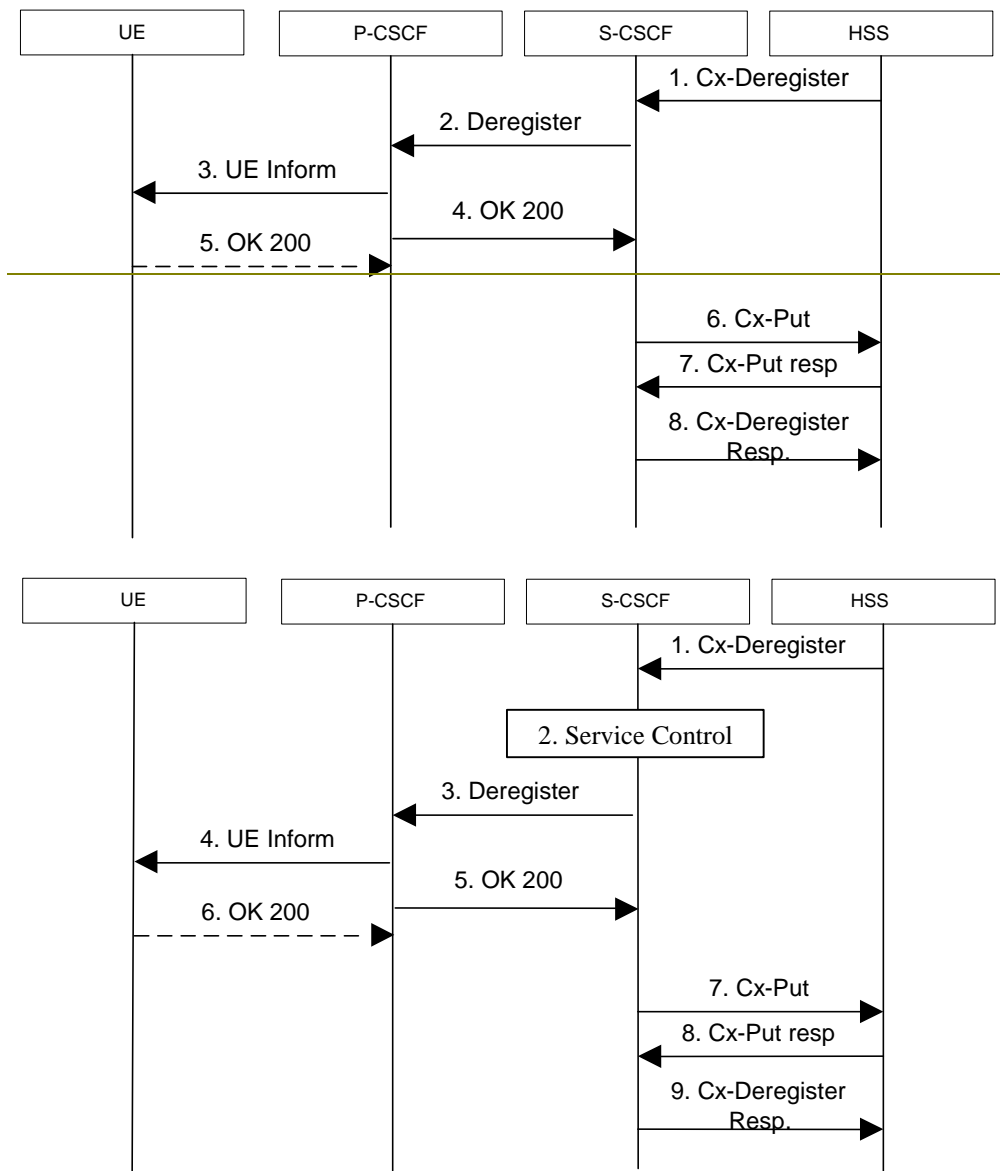 UE
P-CSCF
S-CSCF
HSS
1. Cx-Deregister
2. Deregister
3. UE Inform
4. OK 200
5. OK 200
6. Cx-Put
7. Cx-Put resp
8. Cx-Deregister
Resp.
UE
P-CSCF
S-CSCF
HSS
1. Cx-Deregister
2. Service Control
3. Deregister
4. UE Inform
5. OK 200
6. OK 200
7. Cx-Put
8. Cx-Put resp
9. Cx-Deregister
Resp.